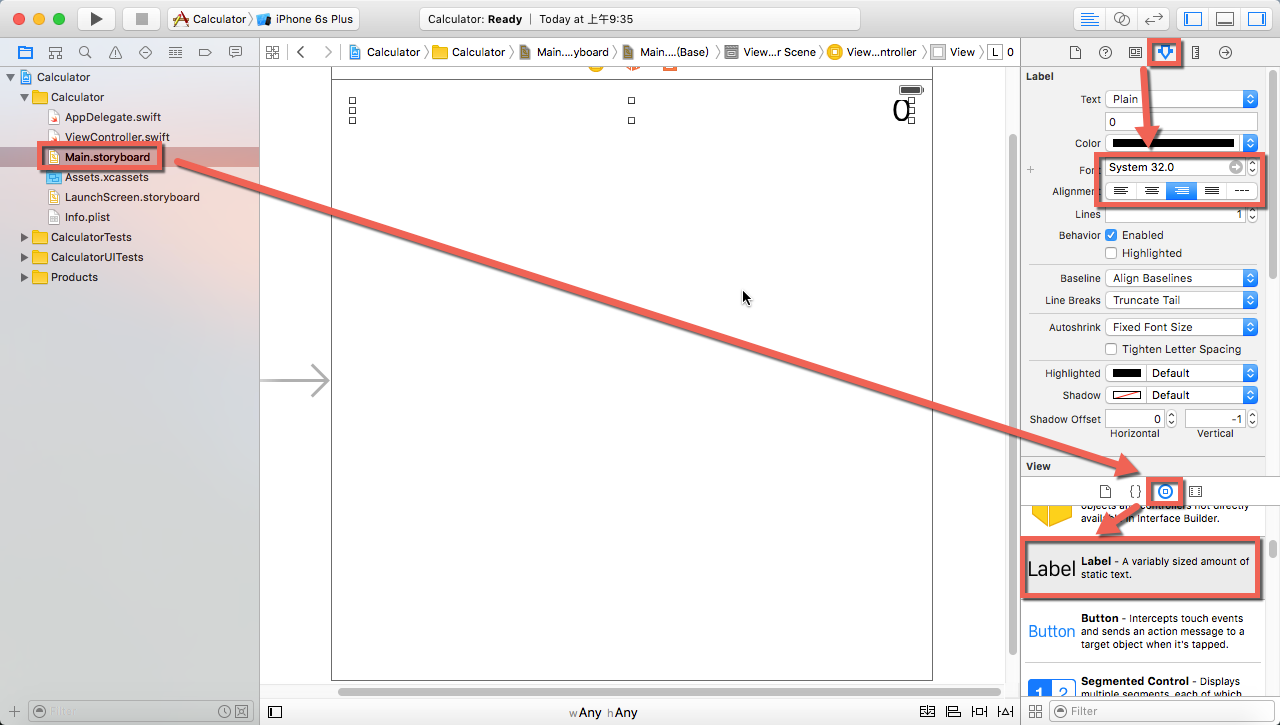 Calculator iPhone 6s Plus
Calculator: Ready | Today at 上午9:35
Calculator Calculator Main....yboard Main....(Base) View...r Scene View...ntroller View L 0
Calculator
Calculator
AppDelegate.swift
ViewController.swift
Main.storyboard
Assets.xcassets
LaunchScreen.storyboard
Info.plist
CalculatorTests
CalculatorUITests
Products
Filter
0
wAny hAny
Label
Text Plain
0
Color
Font System 32.0
Alignment
Lines 1
Behavior Enabled
Highlighted
Baseline Align Baselines
Line Breaks Truncate Tail
Autoshrink Fixed Font Size
Tighten Letter Spacing
Highlighted Default
Shadow Default
Shadow Offset 0 -1
Horizontal Vertical
View
{}
objects and controllers not directly
available in Interface Builder.
Label Label - A variably sized amount of
static text.
Button Button - Intercepts touch events
and sends an action message to a
target object when it's tapped.
1 2 Segmented Control - Displays
multiple segments, each of which
Filter